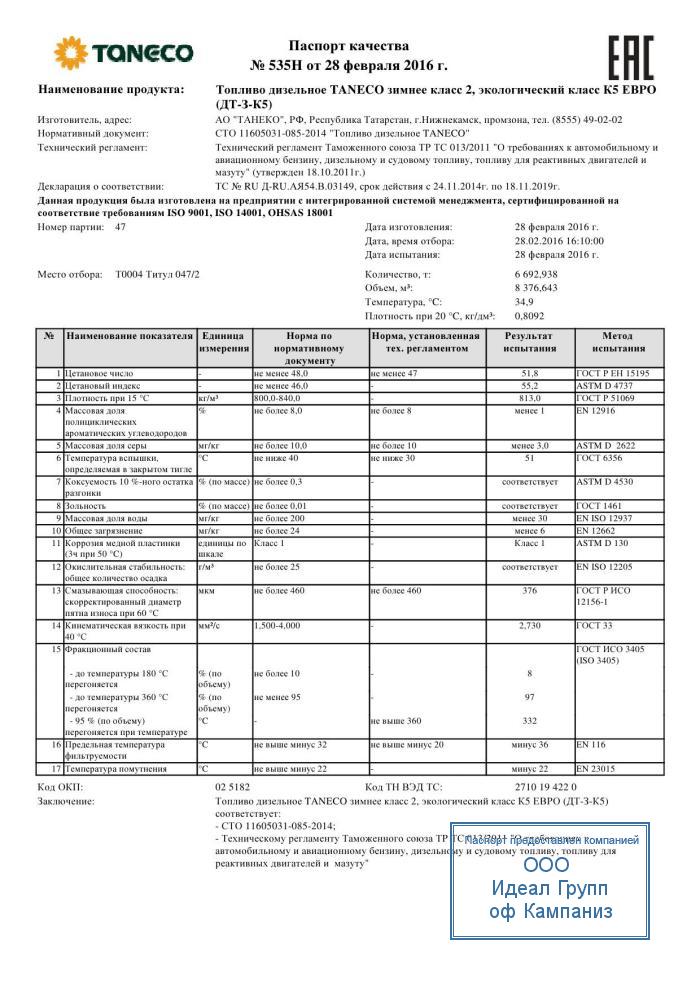 TANECO
Паспорт качества
№ 535Н от 28 февраля 2016 г.
EAC
Наименование продукта: Топливо дизельное TANECO зимнее класс 2, экологический класс К5 ЕВРО
(ДТ-З-К5)
Изготовитель, адрес: АО "ТАНЕКО", РФ, Республика Татарстан, г.Нижнекамск, промзона, тел. (8555) 49-02-02
Нормативный документ: СТО 11605031-085-2014 "Топливо дизельное TANECO"
Технический регламент: Технический регламент Таможенного союза ТР ТС 013/2011 "О требованиях к автомобильному и
авиационному бензину, дизельному и судовому топливу, топливу для реактивных двигателей и
мазуту" (утвержден 18.10.2011г.)
Декларация о соответствии: ТС № RU Д-RU.АЯ54.В.03149, срок действия с 24.11.2014г. по 18.11.2019г.
Данная продукция была изготовлена на предприятии с интегрированной системой менеджмента, сертифицированной на
соответствие требованиям ISO 9001, ISO 14001, OHSAS 18001
Номер партии: 47 Дата изготовления: 28 февраля 2016 г.
Дата, время отбора: 28.02.2016 16:10:00
Дата испытания: 28 февраля 2016 г.
Место отбора: Т0004 Титул 047/2 Количество, т: 6 692,938
Объем, м³: 8 376,643
Температура, °С: 34,9
Плотность при 20 °С, кг/дм³: 0,8092
№ Наименование показателя Единица Норма по Норма, установленная Результат Метод
измерения нормативному тех. регламентом испытания испытания
документу
1 Цетановое число - не менее 48,0 не менее 47 51,8 ГОСТ Р ЕН 15195
2 Цетановый индекс - не менее 46,0 - 55,2 ASTM D 4737
3 Плотность при 15 °С кг/м³ 800,0-840,0 - 813,0 ГОСТ Р 51069
4 Массовая доля % не более 8,0 не более 8 менее 1 EN 12916
полициклических
ароматических углеводородов
5 Массовая доля серы мг/кг не более 10,0 не более 10 менее 3,0 ASTM D 2622
6 Температура вспышки, °С не ниже 40 не ниже 30 51 ГОСТ 6356
определяемая в закрытом тигле
7 Коксуемость 10 %-ного остатка % (по массе) не более 0,3 - соответствует ASTM D 4530
разгонки
8 Зольность % (по массе) не более 0,01 - соответствует ГОСТ 1461
9 Массовая доля воды мг/кг не более 200 - менее 30 EN ISO 12937
10 Общее загрязнение мг/кг не более 24 - менее 6 EN 12662
11 Коррозия медной пластинки единицы по Класс 1 - Класс 1 ASTM D 130
(3ч при 50 °С) шкале
12 Окислительная стабильность: г/м³ не более 25 - соответствует EN ISO 12205
общее количество осадка
13 Смазывающая способность: мкм не более 460 не более 460 376 ГОСТ Р ИСО
скорректированный диаметр 12156-1
пятна износа при 60 °С
14 Кинематическая вязкость при мм²/с 1,500-4,000 - 2,730 ГОСТ 33
40 °С
15 Фракционный состав ГОСТ ИСО 3405
(ISO 3405)
- до температуры 180 °С % (по не более 10 - 8
перегоняется объему)
- до температуры 360 °С % (по не менее 95 - 97
перегоняется объему)
- 95 % (по объему) °С - не выше 360 332
перегоняется при температуре
16 Предельная температура °С не выше минус 32 не выше минус 20 минус 36 EN 116
фильтруемости
17 Температура помутнения °С не выше минус 22 - минус 22 EN 23015
Код ОКП: 02 5182 Код ТН ВЭД ТС: 2710 19 422 0
Заключение: Топливо дизельное TANECO зимнее класс 2, экологический класс К5 ЕВРО (ДТ-З-К5)
соответствует:
- СТО 11605031-085-2014;
- Техническому регламенту Таможенного союза ТР ТС 013/2011 "О требованиях к
автомобильному и авиационному бензину, дизельному и судовому топливу, топливу для
реактивных двигателей и мазуту"
Паспорт предоставлен компанией
ООО
Идеал Групп
оф Кампаниз